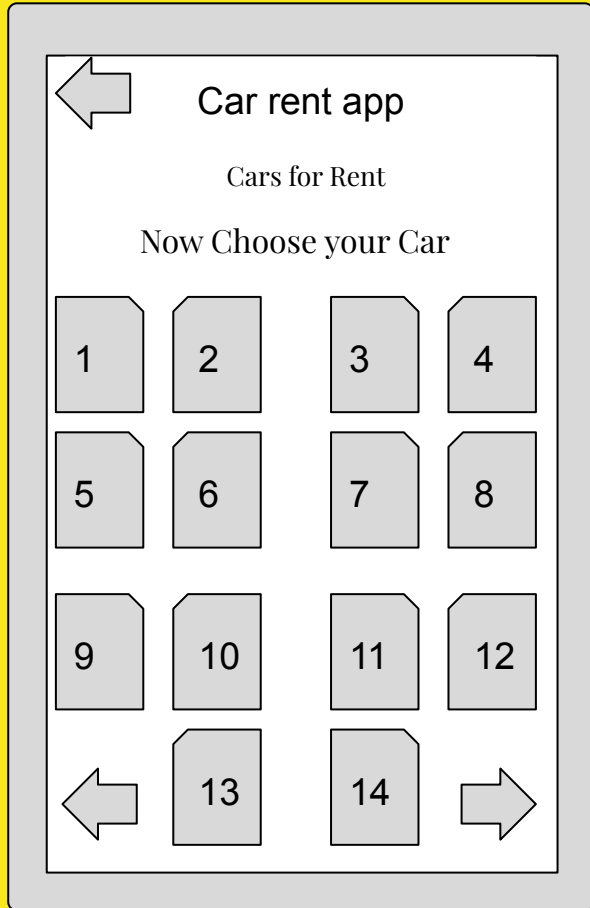 Car rent app
Cars for Rent
Now Choose your Car
1 2 3 4
5 6 7 8
9 10 11 12
13 14